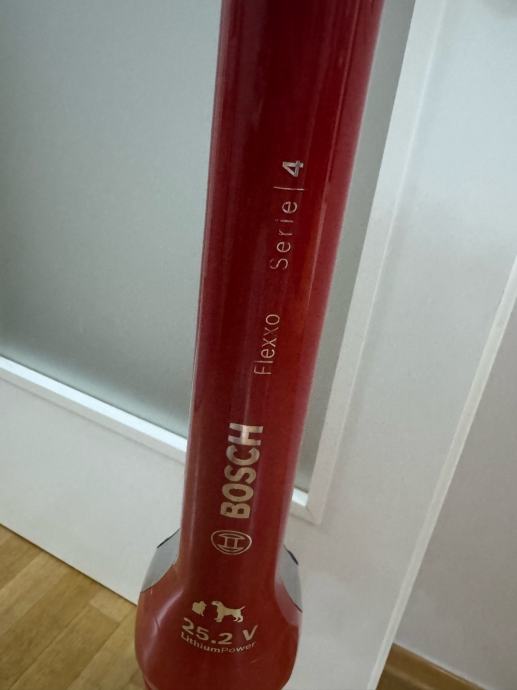 Flexxo Serie|4
BOSCH
25.2 V
LithiumPower